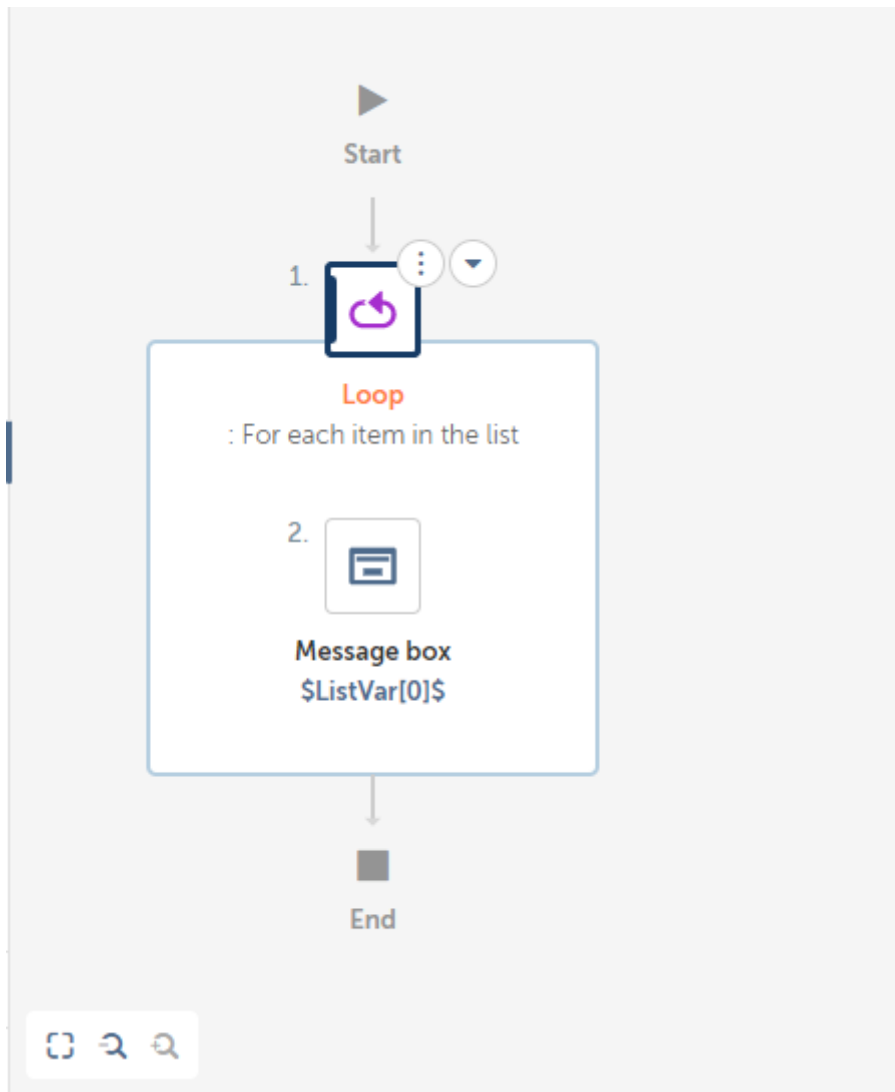 Start
1.
Loop
: For each item in the list
2.
Message box
$ListVar[0]$
End